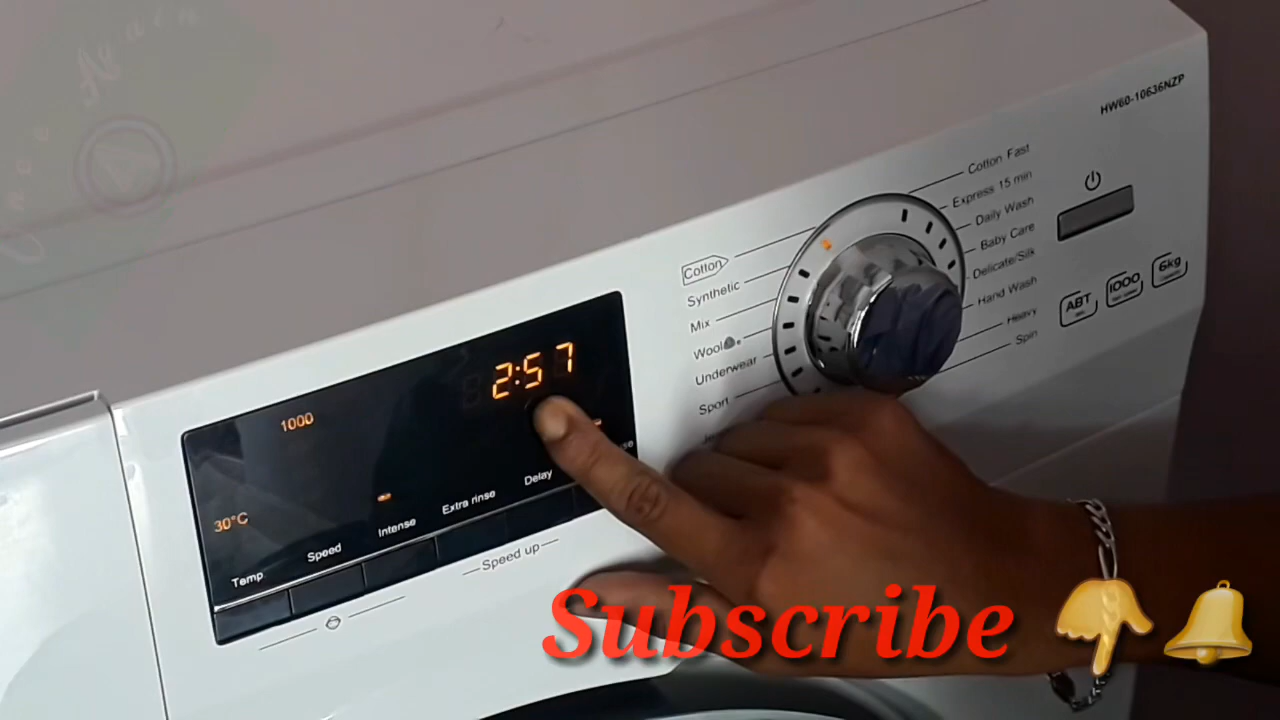 HW60-10636NZP
Cotton Fast
Express 15 min
Daily Wash
Baby Care
Delicate/Silk
Hand Wash
Heavy
Spin
Cotton
Synthetic
Mix
Wool
Underwear
Sport
ABT
1000
6kg
2:57
1000
30°C
Temp
Speed
Intense
Extra rinse
Delay
Speed up
Subscribe